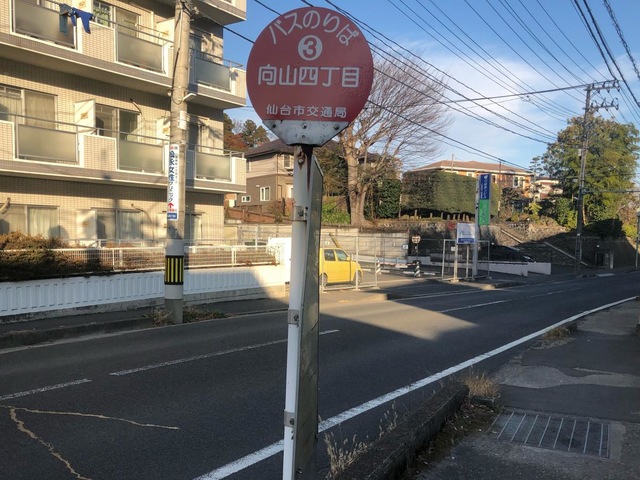 バスのりば
③
向山四丁目
仙台市交通局